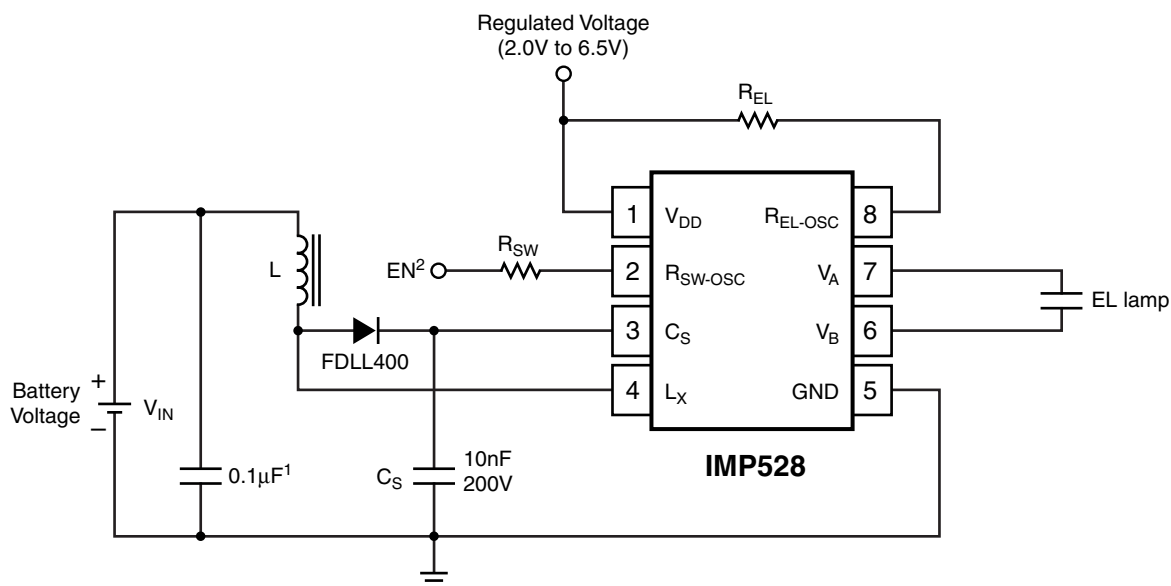 Regulated Voltage
(2.0V to 6.5V)
R_EL
1 V_DD
R_EL-OSC 8
EN² R_SW
2 R_SW-OSC
V_A 7
L
3 C_S
V_B 6
EL lamp
FDLL400
4 L_X
GND 5
Battery
Voltage
+
–
V_IN
IMP528
0.1μF¹
C_S
10nF
200V